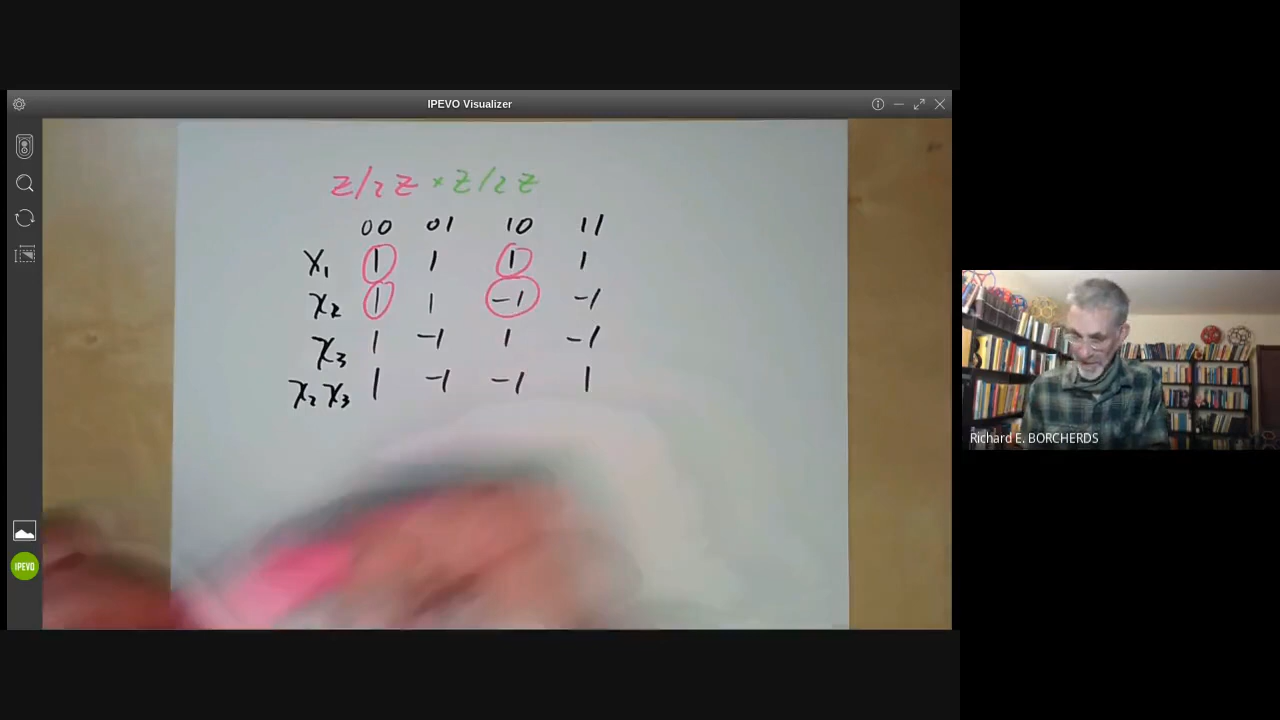 IPEVO Visualizer
Z/2Z × Z/2Z
00 01 10 11
χ₁ 1 1 1 1
χ₂ 1 1 -1 -1
χ₃ 1 -1 1 -1
χ₂χ₃ 1 -1 -1 1
Richard E. BORCHERDS
IPEVO